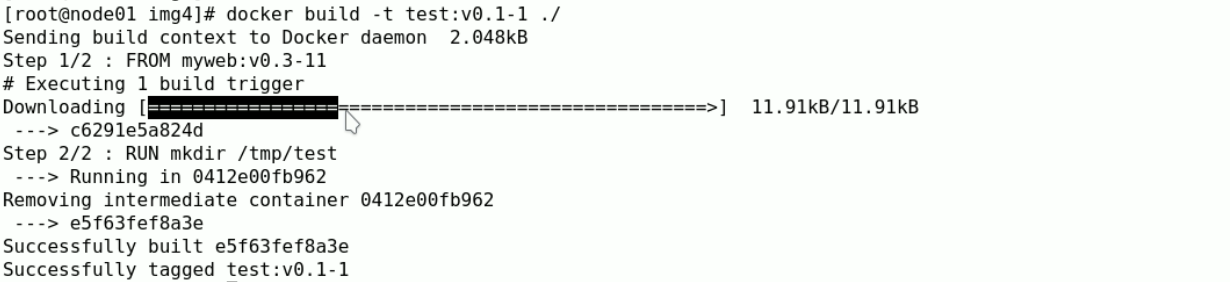 [root@node01 img4]# docker build -t test:v0.1-1 ./
Sending build context to Docker daemon  2.048kB
Step 1/2 : FROM myweb:v0.3-11
# Executing 1 build trigger
Downloading [==================================================>]  11.91kB/11.91kB
 ---> c6291e5a824d
Step 2/2 : RUN mkdir /tmp/test
 ---> Running in 0412e00fb962
Removing intermediate container 0412e00fb962
 ---> e5f63fef8a3e
Successfully built e5f63fef8a3e
Successfully tagged test:v0.1-1